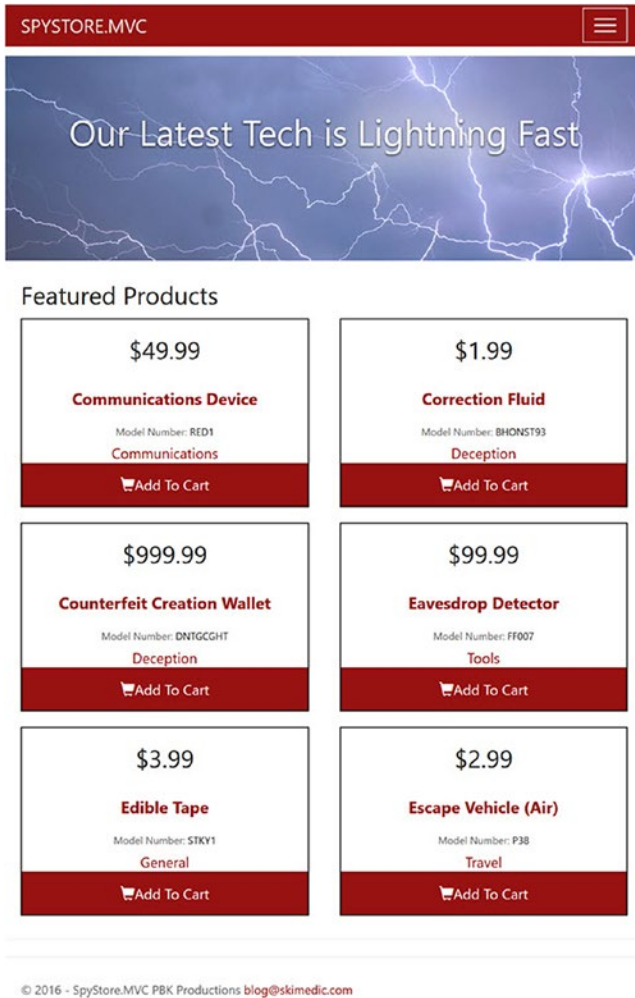 SPYSTORE.MVC
Our Latest Tech is Lightning Fast
Featured Products
$49.99
Communications Device
Model Number: RED1
Communications
Add To Cart
$1.99
Correction Fluid
Model Number: BHONST93
Deception
Add To Cart
$999.99
Counterfeit Creation Wallet
Model Number: DNTGCGHT
Deception
Add To Cart
$99.99
Eavesdrop Detector
Model Number: FF007
Tools
Add To Cart
$3.99
Edible Tape
Model Number: STKY1
General
Add To Cart
$2.99
Escape Vehicle (Air)
Model Number: P38
Travel
Add To Cart
© 2016 - SpyStore.MVC PBK Productions blog@skimedic.com